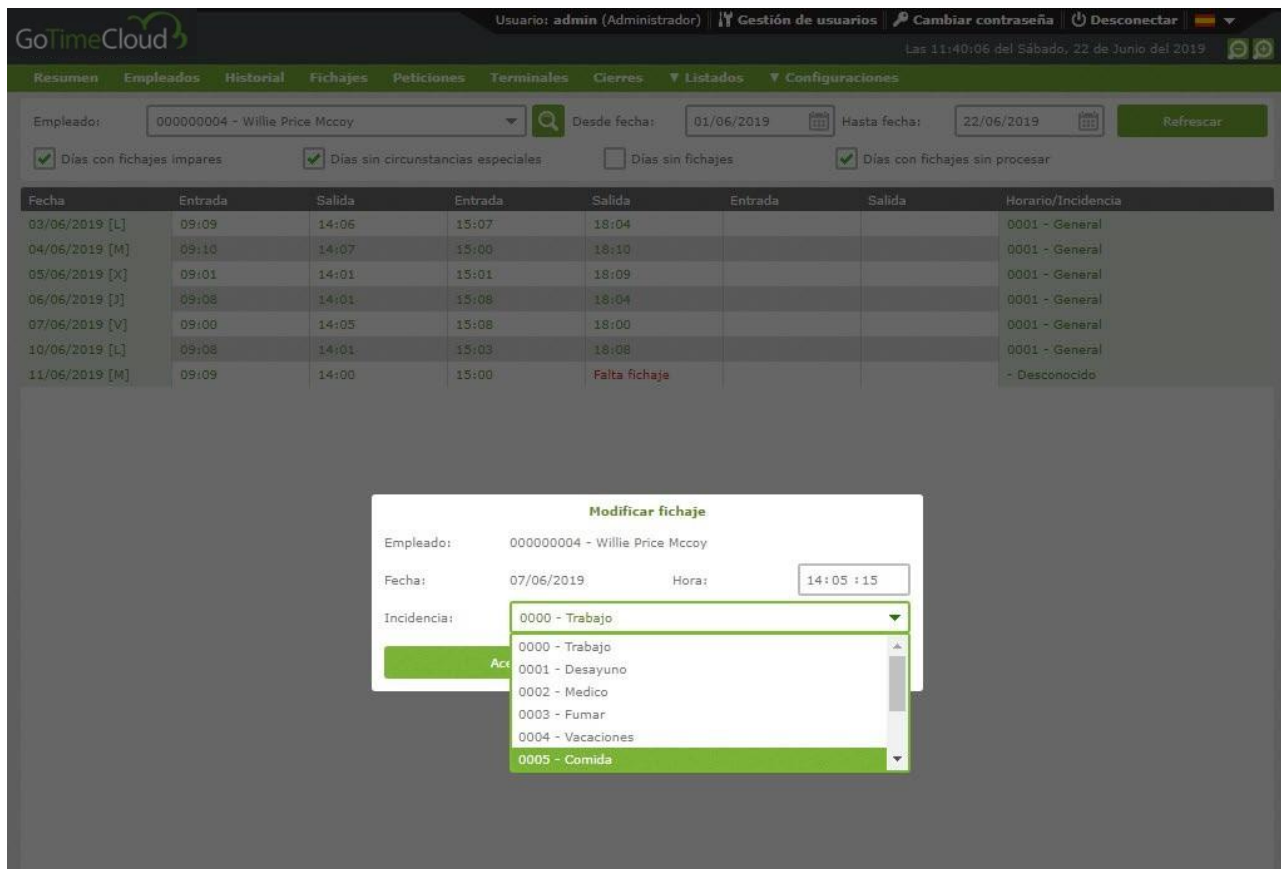 Usuario: admin (Administrador) Gestión de usuarios Cambiar contraseña Desconectar
GoTimeCloud
Las 11:40:06 del Sábado, 22 de Junio del 2019
Resumen Empleados Historial Fichajes Peticiones Terminales Cierres ▼ Listados ▼ Configuraciones
Empleado: 000000004 - Willie Price Mccoy Desde fecha: 01/06/2019 Hasta fecha: 22/06/2019 Refrescar
Días con fichajes impares Días sin circunstancias especiales Días sin fichajes Días con fichajes sin procesar
Fecha Entrada Salida Entrada Salida Entrada Salida Horario/Incidencia
03/06/2019 [L] 09:09 14:06 15:07 18:04 0001 - General
04/06/2019 [M] 09:10 14:07 15:00 18:10 0001 - General
05/06/2019 [X] 09:01 14:01 15:01 18:09 0001 - General
06/06/2019 [J] 09:08 14:01 15:08 18:04 0001 - General
07/06/2019 [V] 09:00 14:05 15:08 18:00 0001 - General
10/06/2019 [L] 09:08 14:01 15:03 18:08 0001 - General
11/06/2019 [M] 09:09 14:00 15:00 Falta fichaje - Desconocido
Modificar fichaje
Empleado: 000000004 - Willie Price Mccoy
Fecha: 07/06/2019 Hora: 14:05 :15
Incidencia: 0000 - Trabajo
0000 - Trabajo
Ace
0001 - Desayuno
0002 - Medico
0003 - Fumar
0004 - Vacaciones
0005 - Comida